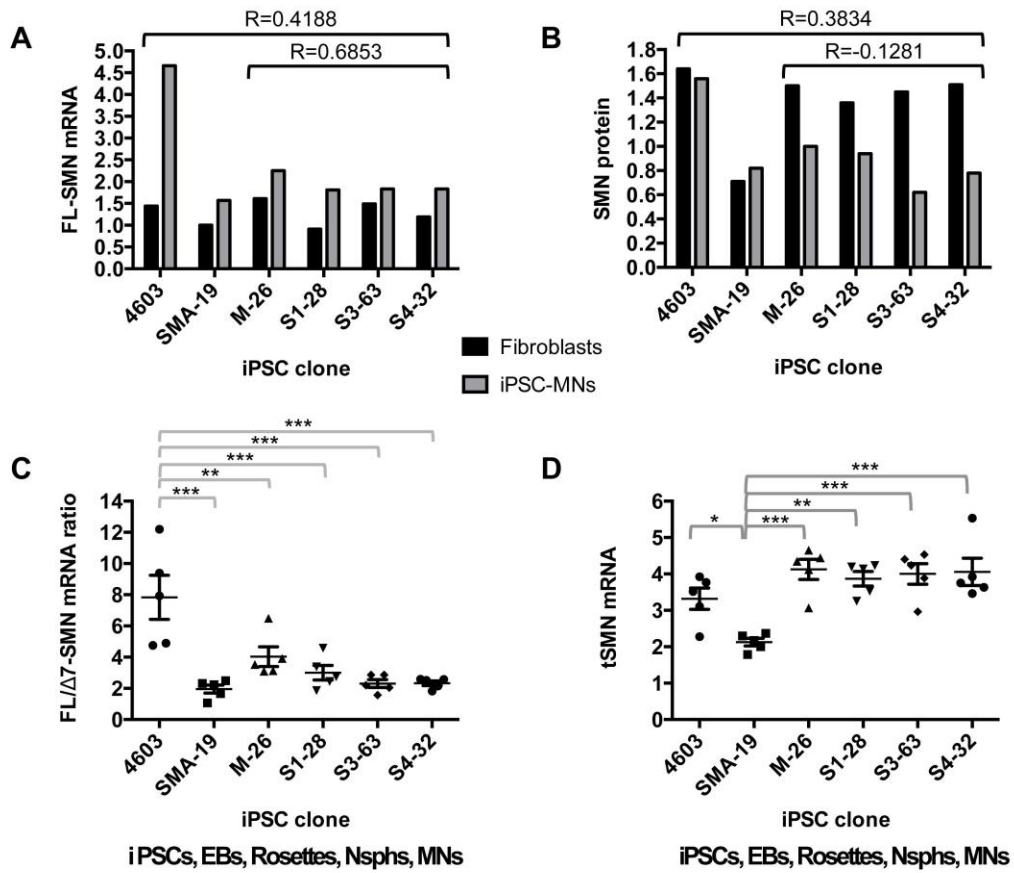 A
R=0.4188
R=0.6853
5.0
4.5
4.0
3.5
3.0
2.5
2.0
1.5
1.0
0.5
0.0
FL-SMN mRNA
4603
SMA-19
M-26
S1-28
S3-63
S4-32
iPSC clone
B
R=0.3834
R=-0.1281
1.8
1.6
1.4
1.2
1.0
0.8
0.6
0.4
0.2
0.0
SMN protein
4603
SMA-19
M-26
S1-28
S3-63
S4-32
iPSC clone
Fibroblasts
iPSC-MNs
C
***
***
***
**
***
14
12
10
8
6
4
2
0
FL/Δ7-SMN mRNA ratio
4603
SMA-19
M-26
S1-28
S3-63
S4-32
iPSC clone
iPSCs, EBs, Rosettes, Nsphs, MNs
D
***
***
**
* ***
6
5
4
3
2
1
0
tSMN mRNA
4603
SMA-19
M-26
S1-28
S3-63
S4-32
iPSC clone
iPSCs, EBs, Rosettes, Nsphs, MNs